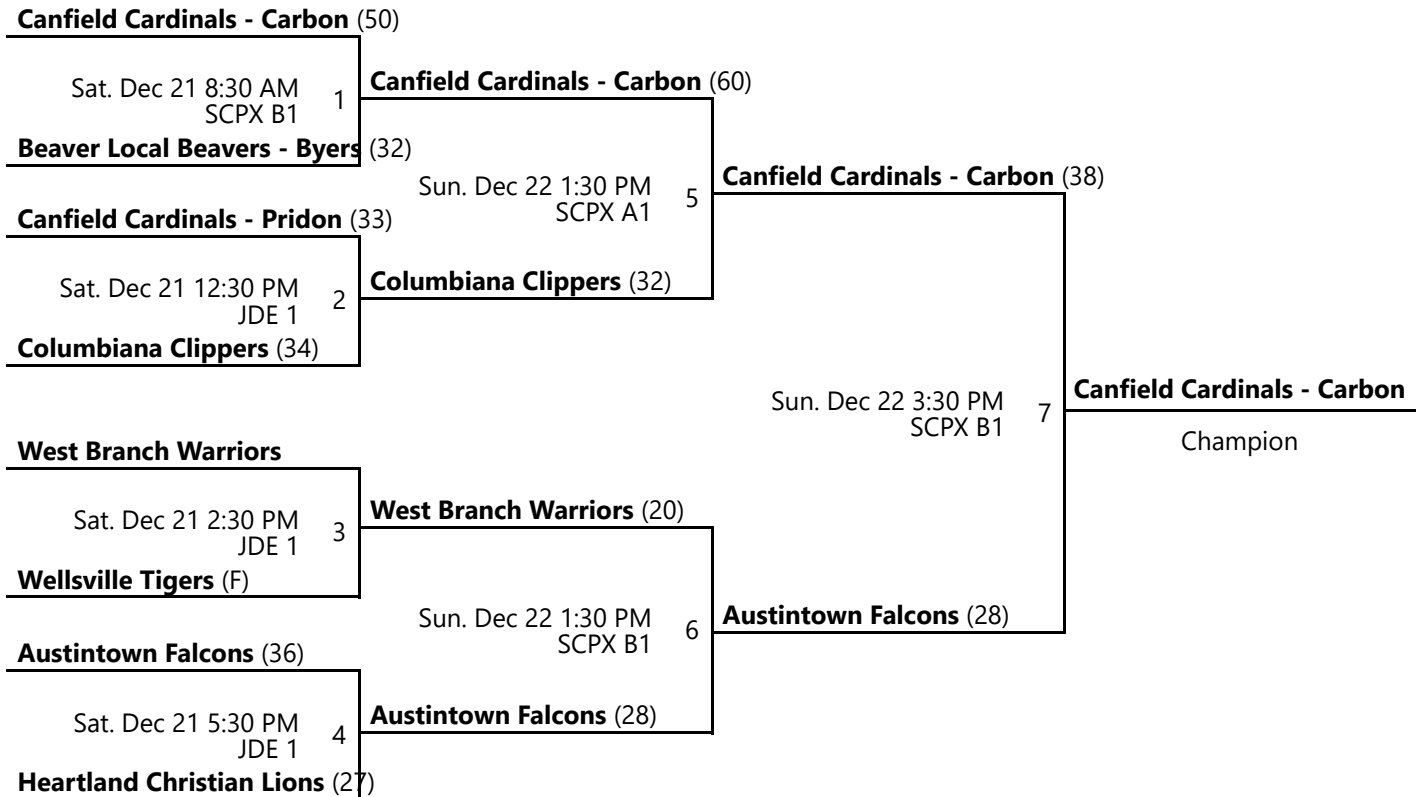 Canfield Cardinals - Carbon (50)
Sat. Dec 21 8:30 AM
SCPX B1
1
Beaver Local Beavers - Byers (32)
Canfield Cardinals - Carbon (60)
Canfield Cardinals - Pridon (33)
Sat. Dec 21 12:30 PM
JDE 1
2
Columbiana Clippers (34)
Sun. Dec 22 1:30 PM
SCPX A1
5
Columbiana Clippers (32)
Canfield Cardinals - Carbon (38)
West Branch Warriors
Sat. Dec 21 2:30 PM
JDE 1
3
Wellsville Tigers (F)
West Branch Warriors (20)
Austintown Falcons (36)
Sat. Dec 21 5:30 PM
JDE 1
4
Heartland Christian Lions (27)
Sun. Dec 22 1:30 PM
SCPX B1
6
Austintown Falcons (28)
Austintown Falcons (28)
Sun. Dec 22 3:30 PM
SCPX B1
7
Canfield Cardinals - Carbon
Champion